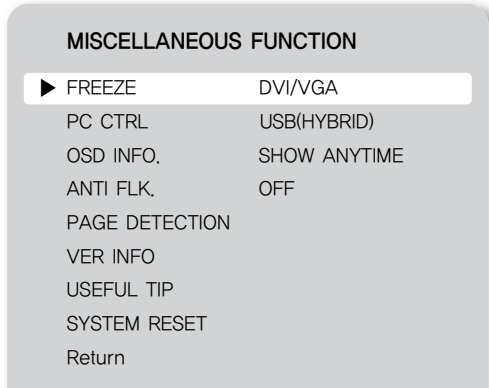 MISCELLANEOUS FUNCTION
FREEZE DVI/VGA
PC CTRL USB(HYBRID)
OSD INFO. SHOW ANYTIME
ANTI FLK. OFF
PAGE DETECTION
VER INFO
USEFUL TIP
SYSTEM RESET
Return